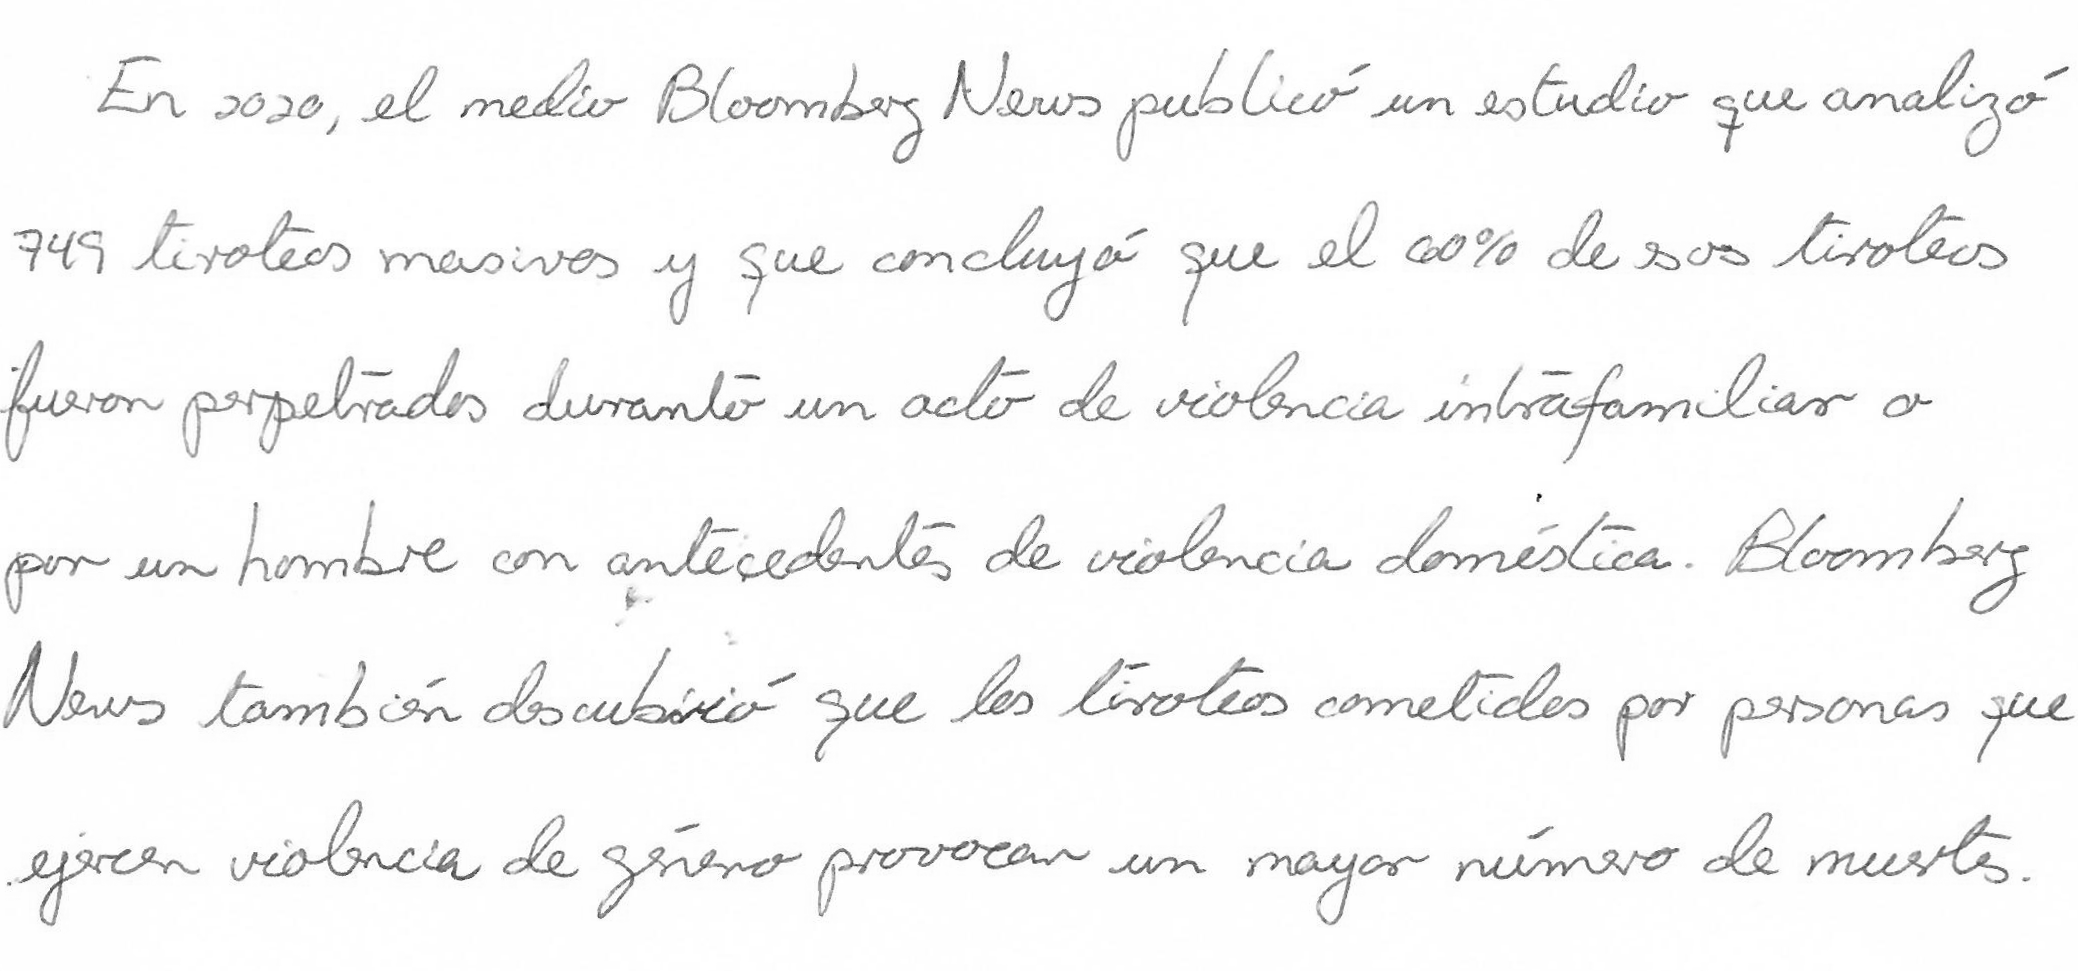 En 2020, el medio Bloomberg News publicó un estudio que analizó
749 tiroteos masivos y que concluyó que el 60% de esos tiroteos
fueron perpetrados durante un acto de violencia intrafamiliar o
por un hombre con antecedentes de violencia doméstica. Bloomberg
News también descubrió que los tiroteos cometidos por personas que
ejercen violencia de género provocan un mayor número de muertes.